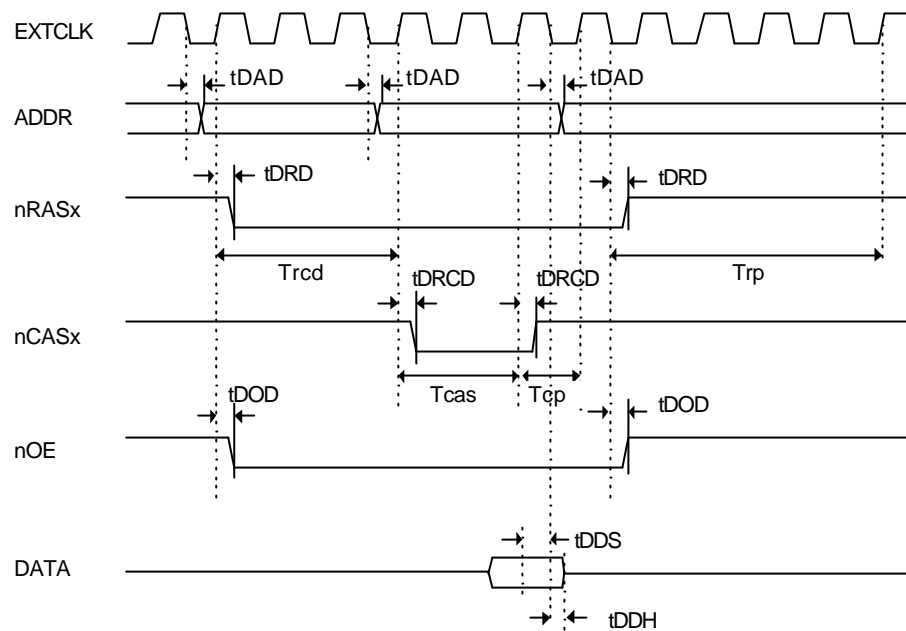 EXTCLK
tDAD tDAD tDAD
ADDR
tDRD tDRD
nRASx
Trcd Trp
tDRCD tDRCD
nCASx
Tcas Tcp
tDOD tDOD
nOE
tDDS
DATA
tDDH